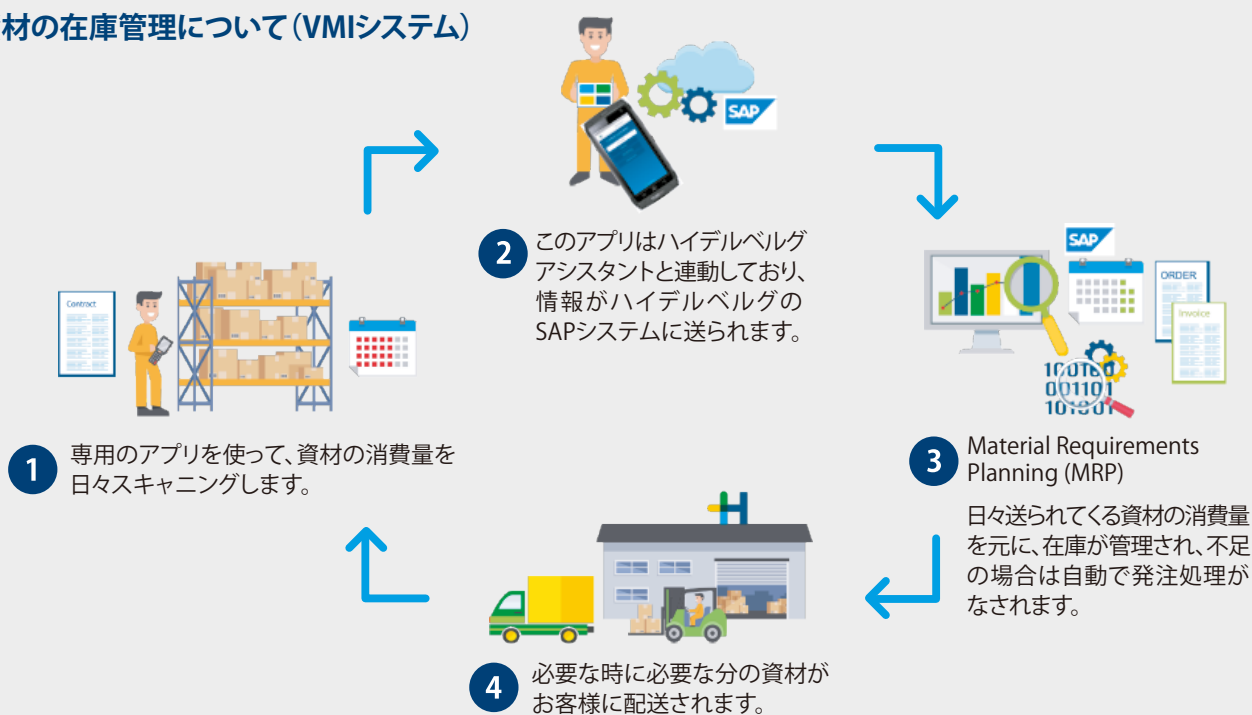 材の在庫管理について（VMIシステム）
SAP
2
このアプリはハイデルベルグ
アシスタントと連動しており、
情報がハイデルベルグの
SAPシステムに送られます。
Contract
1
専用のアプリを使って、資材の消費量を
日々スキャニングします。
SAP
ORDER
Invoice
100100
001101
101001
3
Material Requirements
Planning (MRP)
日々送られてくる資材の消費量
を元に、在庫が管理され、不足
の場合は自動で発注処理が
なされます。
4
必要な時に必要な分の資材が
お客様に配送されます。